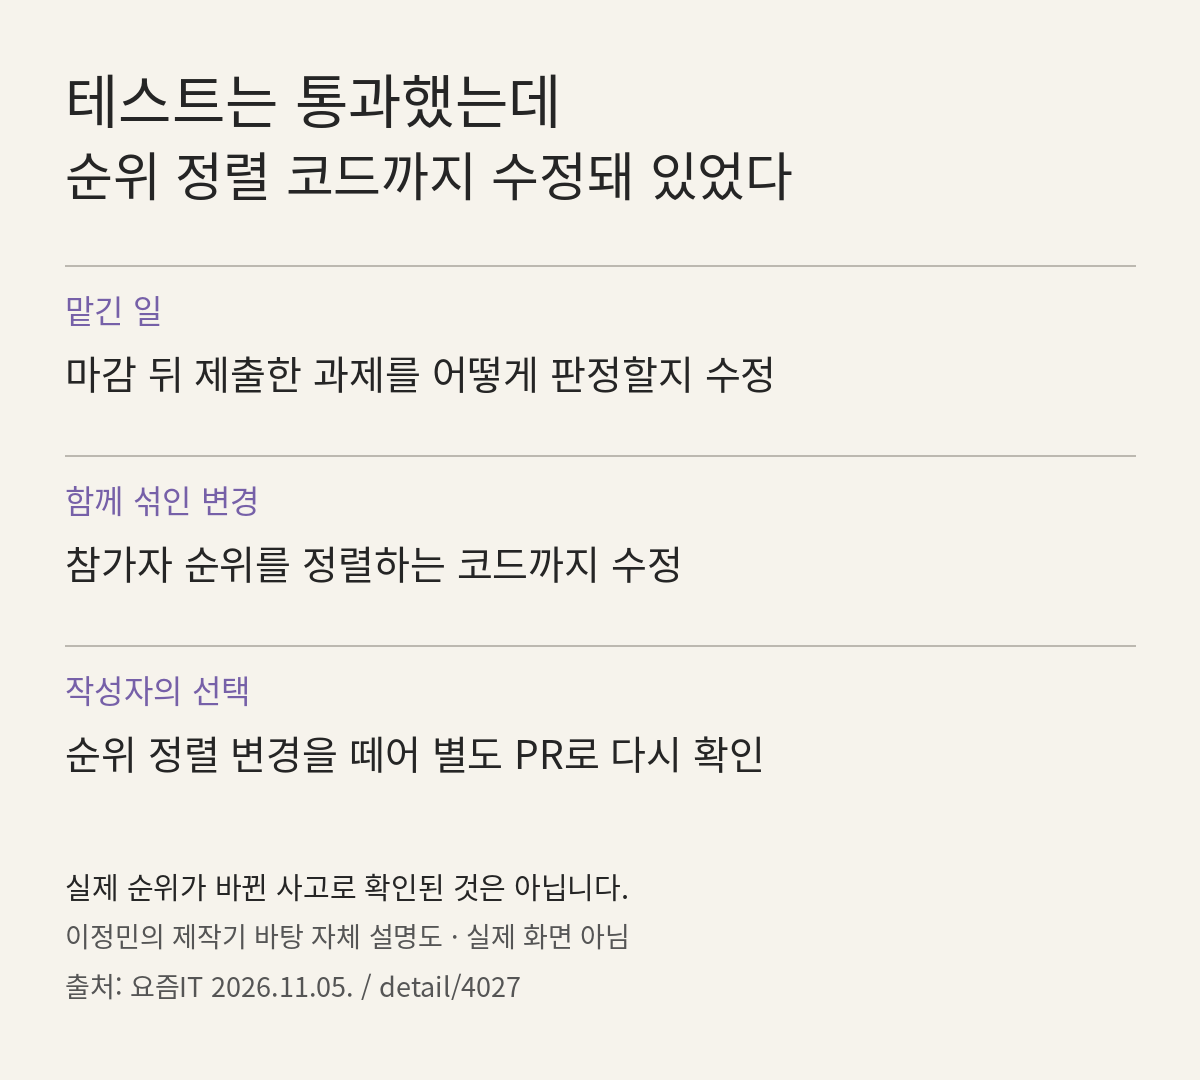 테스트는 통과했는데
순위 정렬 코드까지 수정돼 있었다
맡긴 일
마감 뒤 제출한 과제를 어떻게 판정할지 수정
함께 섞인 변경
참가자 순위를 정렬하는 코드까지 수정
작성자의 선택
순위 정렬 변경을 떼어 별도 PR로 다시 확인
실제 순위가 바뀐 사고로 확인된 것은 아닙니다.
이정민의 제작기 바탕 자체 설명도 · 실제 화면 아님
출처: 요즘IT 2026.11.05. / detail/4027